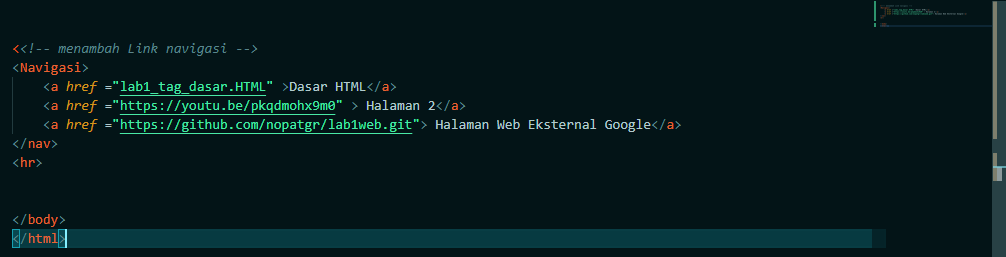 <<!-- menambah Link navigasi -->
<Navigasi>
<a href ="lab1_tag_dasar.HTML" >Dasar HTML</a>
<a href ="https://youtu.be/pkqdmohx9m0" > Halaman 2</a>
<a href ="https://github.com/nopatgr/lab1web.git"> Halaman Web Eksternal Google</a>
</nav>
<hr>
</body>
</html>